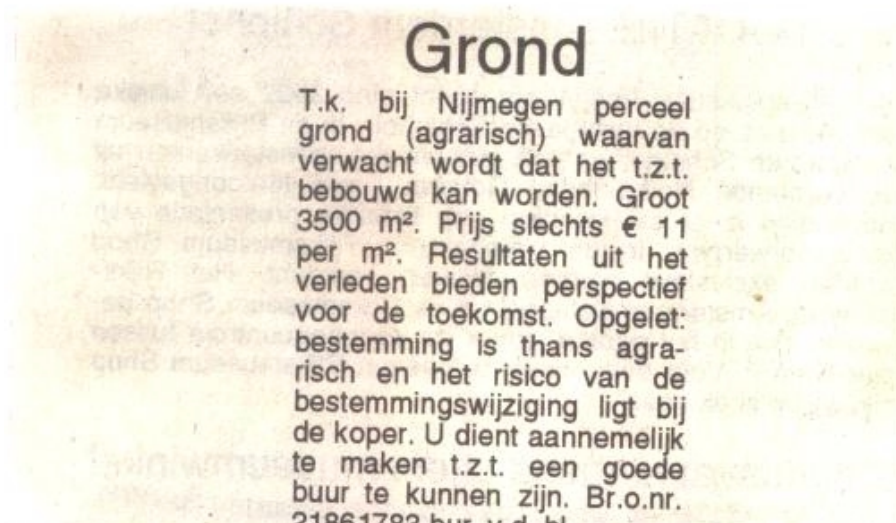 Grond
T.k. bij Nijmegen perceel
grond (agrarisch) waarvan
verwacht wordt dat het t.z.t.
bebouwd kan worden. Groot
3500 m². Prijs slechts € 11
per m². Resultaten uit het
verleden bieden perspectief
voor de toekomst. Opgelet:
bestemming is thans agra-
risch en het risico van de
bestemmingswijziging ligt bij
de koper. U dient aannemelijk
te maken t.z.t. een goede
buur te kunnen zijn. Br.o.nr.
21861783 bur. v.d. bl.